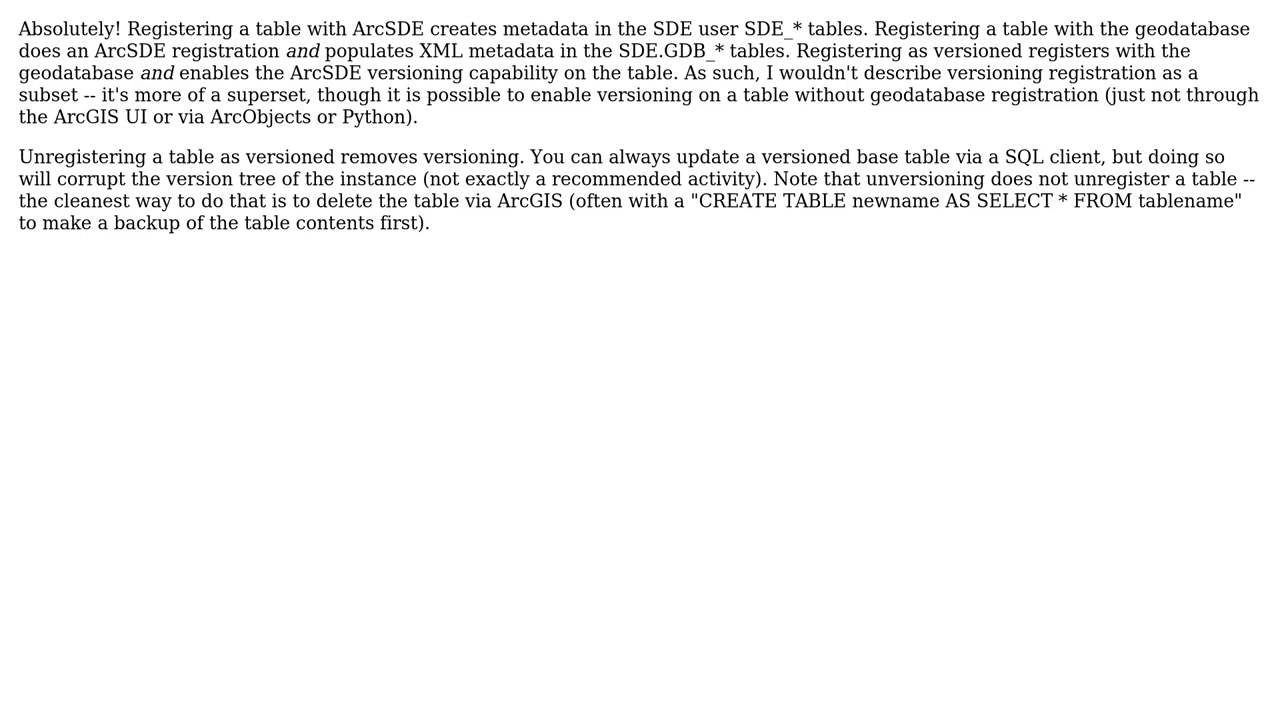 Absolutely! Registering a table with ArcSDE creates metadata in the SDE user SDE_* tables. Registering a table with the geodatabase
does an ArcSDE registration and populates XML metadata in the SDE.GDB_* tables. Registering as versioned registers with the
geodatabase and enables the ArcSDE versioning capability on the table. As such, I wouldn't describe versioning registration as a
subset -- it's more of a superset, though it is possible to enable versioning on a table without geodatabase registration (just not through
the ArcGIS UI or via ArcObjects or Python).
Unregistering a table as versioned removes versioning. You can always update a versioned base table via a SQL client, but doing so
will corrupt the version tree of the instance (not exactly a recommended activity). Note that unversioning does not unregister a table --
the cleanest way to do that is to delete the table via ArcGIS (often with a "CREATE TABLE newname AS SELECT * FROM tablename"
to make a backup of the table contents first).